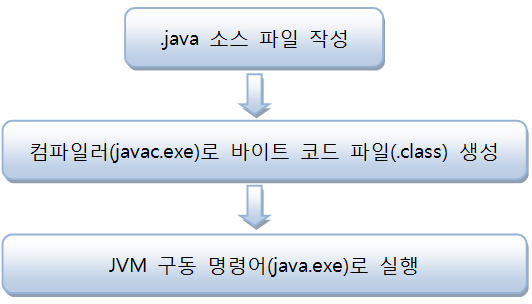 .java 소스 파일 작성
컴파일러(javac.exe)로 바이트 코드 파일(.class) 생성
JVM 구동 명령어(java.exe)로 실행